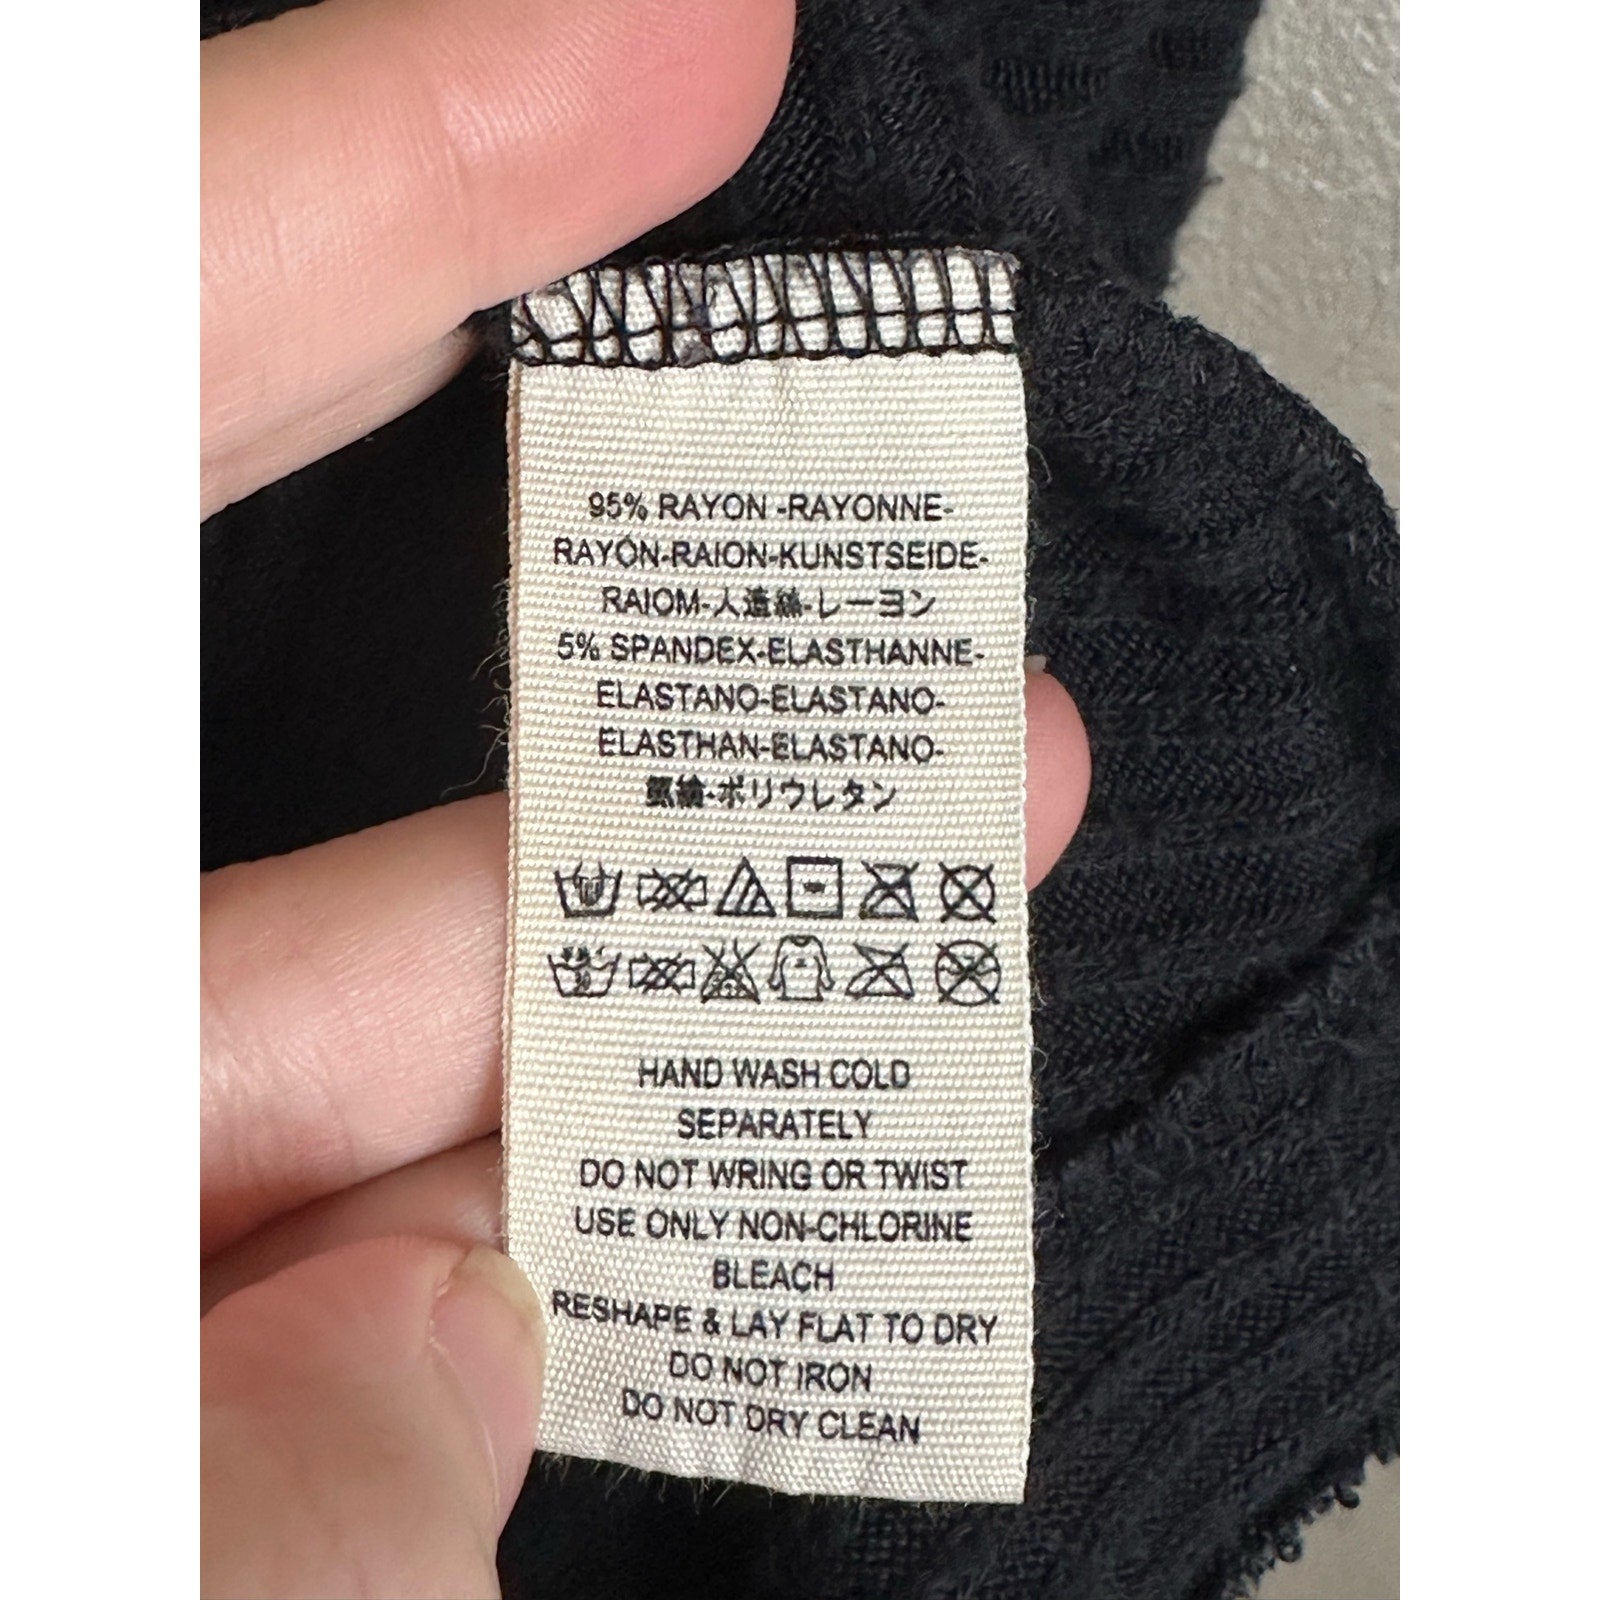 95% RAYON -RAYONNE-
RAYÓN-RAION-KUNSTSEIDE-
RAIOM-人造絲-レーヨン
5% SPANDEX-ELASTHANNE-
ELASTANO-ELASTANO-
ELASTHAN-ELASTANO-
ポリウレタン
HAND WASH COLD
SEPARATELY
DO NOT WRING OR TWIST
USE ONLY NON-CHLORINE
BLEACH
RESHAPE & LAY FLAT TO DRY
DO NOT IRON
DO NOT DRY CLEAN